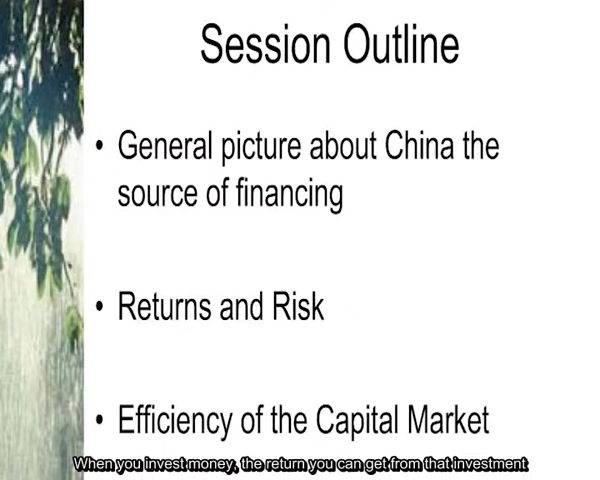 Session Outline
• General picture about China the
source of financing
• Returns and Risk
• Efficiency of the Capital Market
When you invest money, the return you can get from that investment